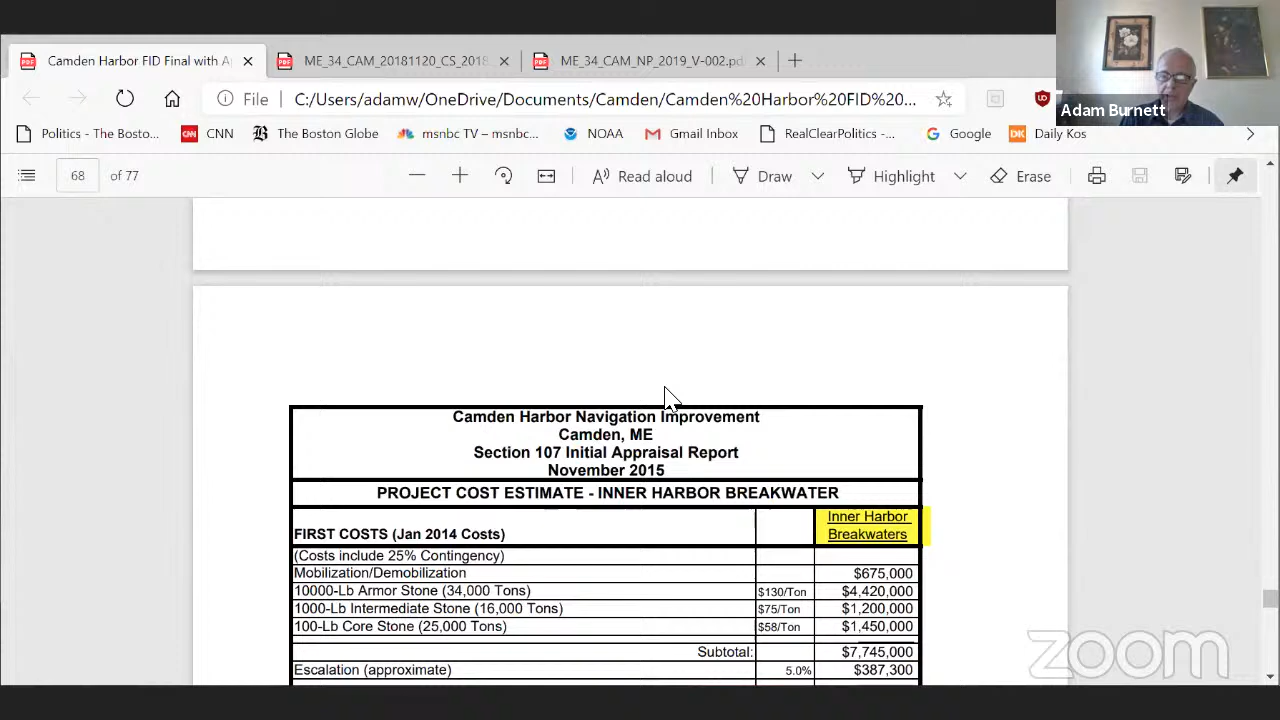 Camden Harbor FID Final with A
ME_34_CAM_20181120_CS_2018
ME_34_CAM_NP_2019_V-002.pd
File C:/Users/adamw/OneDrive/Documents/Camden/Camden%20Harbor%20FID%20...
Adam Burnett
Politics - The Bosto... CNN The Boston Globe msnbc TV – msnbc... NOAA Gmail Inbox RealClearPolitics -... Google Daily Kos
68 of 77 Read aloud Draw Highlight Erase
Camden Harbor Navigation Improvement
Camden, ME
Section 107 Initial Appraisal Report
November 2015
PROJECT COST ESTIMATE - INNER HARBOR BREAKWATER
Inner Harbor
FIRST COSTS (Jan 2014 Costs) Breakwaters
(Costs include 25% Contingency)
Mobilization/Demobilization $675,000
10000-Lb Armor Stone (34,000 Tons) $130/Ton $4,420,000
1000-Lb Intermediate Stone (16,000 Tons) $75/Ton $1,200,000
100-Lb Core Stone (25,000 Tons) $58/Ton $1,450,000
Subtotal: $7,745,000
Escalation (approximate) 5.0% $387,300
zoom